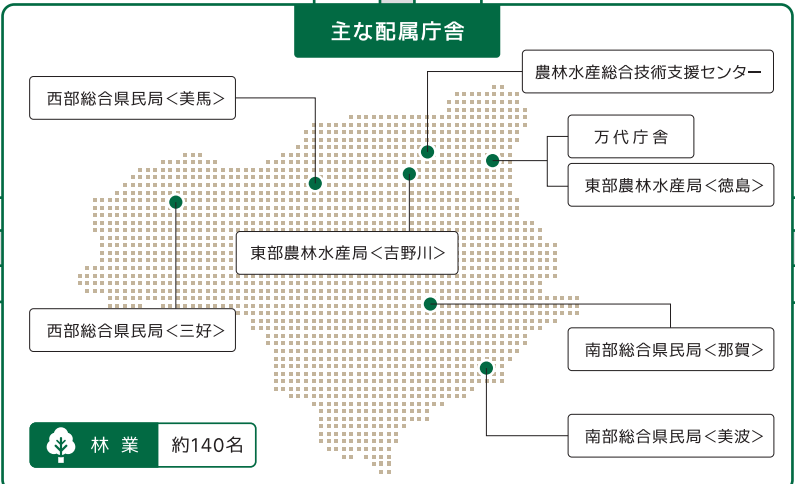 主な配属庁舎
農林水産総合技術支援センター
西部総合県民局＜美馬＞
万代庁舎
東部農林水産局＜徳島＞
東部農林水産局＜吉野川＞
西部総合県民局＜三好＞
南部総合県民局＜那賀＞
南部総合県民局＜美波＞
林業 約140名